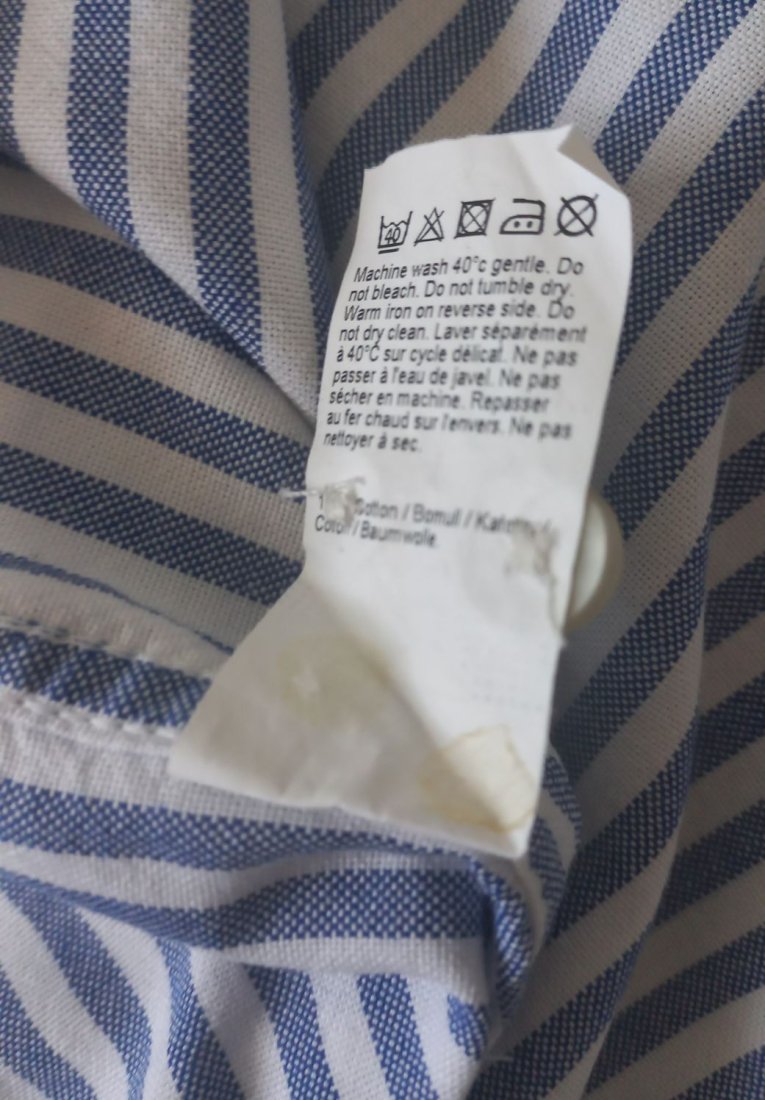 40
Machine wash 40°c gentle. Do
not bleach. Do not tumble dry.
Warm iron on reverse side. Do
not dry clean. Laver séparément
à 40°C sur cycle délicat. Ne pas
passer à l'eau de javel. Ne pas
sécher en machine. Repasser
au fer chaud sur l'envers. Ne pas
nettoyer à sec.
Cotton / Bomull /
Coton / Baumwolle